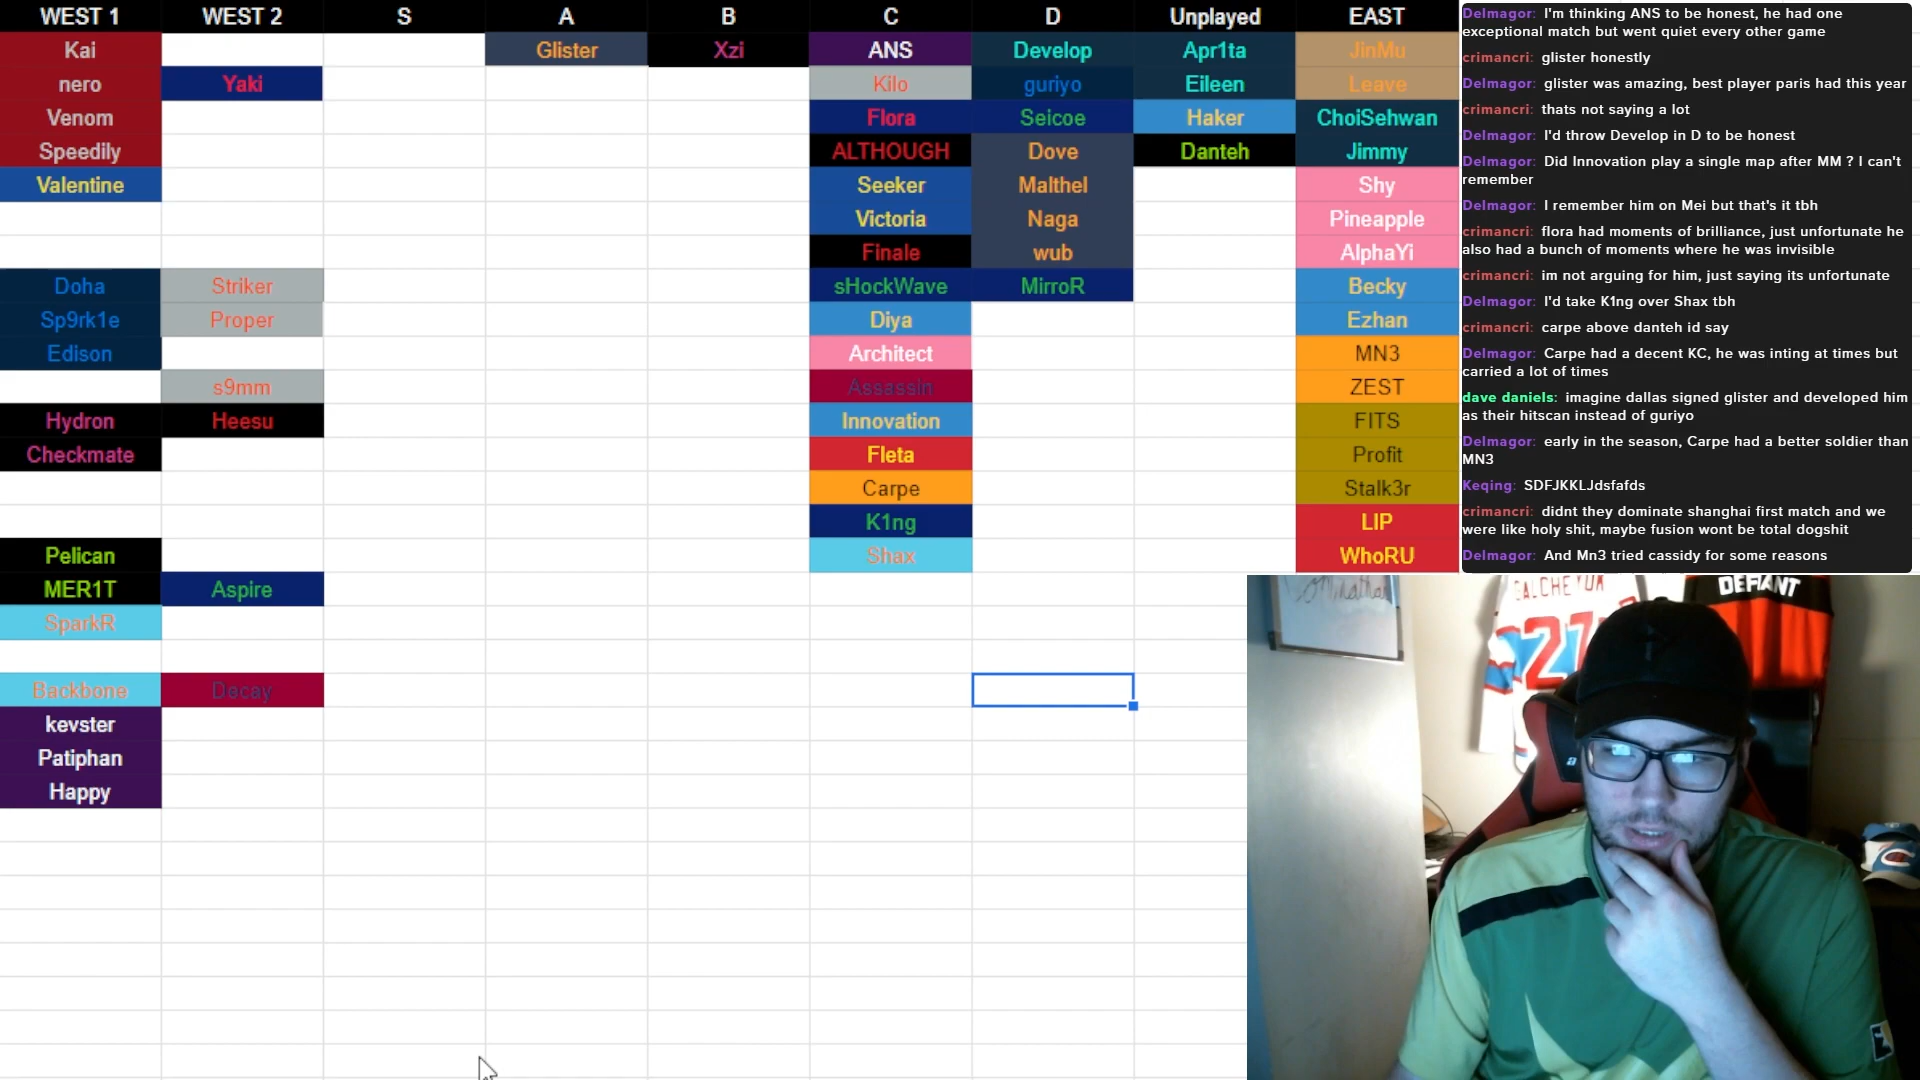 WEST 1 WEST 2 S A B C D Unplayed EAST
Kai Glister Xzi ANS Develop Apr1ta JinMu
nero Yaki Kilo guriyo Eileen Leave
Venom Flora Seicoe Haker ChoiSehwan
Speedily ALTHOUGH Dove Danteh Jimmy
Valentine Seeker Malthel Shy
Victoria Naga Pineapple
Finale wub AlphaYi
Doha Striker sHockWave MirroR Becky
Sp9rk1e Proper Diya Ezhan
Edison Architect MN3
s9mm Assassin ZEST
Hydron Heesu Innovation FITS
Checkmate Fleta Profit
Carpe Stalk3r
K1ng LIP
Pelican Shax WhoRU
MER1T Aspire
SparkR
Backbone Decay
kevster
Patiphan
Happy
Delmagor: I'm thinking ANS to be honest, he had one
exceptional match but went quiet every other game
crimancri: glister honestly
Delmagor: glister was amazing, best player paris had this year
crimancri: thats not saying a lot
Delmagor: I'd throw Develop in D to be honest
Delmagor: Did Innovation play a single map after MM ? I can't
remember
Delmagor: I remember him on Mei but that's it tbh
crimancri: flora had moments of brilliance, just unfortunate he
also had a bunch of moments where he was invisible
crimancri: im not arguing for him, just saying its unfortunate
Delmagor: I'd take K1ng over Shax tbh
crimancri: carpe above danteh id say
Delmagor: Carpe had a decent KC, he was inting at times but
carried a lot of times
dave daniels: imagine dallas signed glister and developed him
as their hitscan instead of guriyo
Delmagor: early in the season, Carpe had a better soldier than
MN3
Keqing: SDFJKKLJdsfafds
crimancri: didnt they dominate shanghai first match and we
were like holy shit, maybe fusion wont be total dogshit
Delmagor: And Mn3 tried cassidy for some reasons
DEFIANT
27